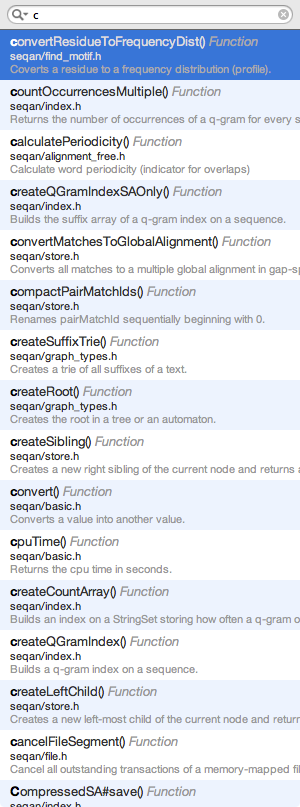 c
convertResidueToFrequencyDist() Function
seqan/find_motif.h
Coverts a residue to a frequency distribution (profile).
countOccurrencesMultiple() Function
seqan/index.h
Returns the number of occurrences of a q-gram for every s
calculatePeriodicity() Function
seqan/alignment_free.h
Calculate word periodicity (indicator for overlaps)
createQGramIndexSAOnly() Function
seqan/index.h
Builds the suffix array of a q-gram index on a sequence.
convertMatchesToGlobalAlignment() Function
seqan/store.h
Converts all matches to a multiple global alignment in gap-sp
compactPairMatchIds() Function
seqan/store.h
Renames pairMatchId sequentially beginning with 0.
createSuffixTrie() Function
seqan/graph_types.h
Creates a trie of all suffixes of a text.
createRoot() Function
seqan/graph_types.h
Creates the root in a tree or an automaton.
createSibling() Function
seqan/store.h
Creates a new right sibling of the current node and returns a
convert() Function
seqan/basic.h
Converts a value into another value.
cpuTime() Function
seqan/basic.h
Returns the cpu time in seconds.
createCountArray() Function
seqan/index.h
Builds an index on a StringSet storing how often a q-gram o
createQGramIndex() Function
seqan/index.h
Builds a q-gram index on a sequence.
createLeftChild() Function
seqan/store.h
Creates a new left-most child of the current node and return
cancelFileSegment() Function
seqan/file.h
Cancel all outstanding transactions of a memory-mapped fil
CompressedSA#save() Function
seqan/index.h